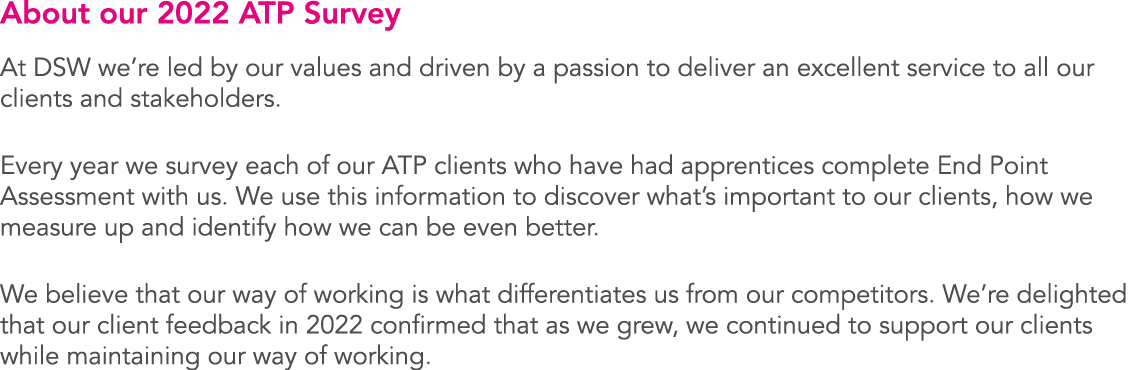 About our 2022 ATP Survey
At DSW we’re led by our values and driven by a passion to deliver an excellent service to all our
clients and stakeholders.
Every year we survey each of our ATP clients who have had apprentices complete End Point
Assessment with us. We use this information to discover what’s important to our clients, how we
measure up and identify how we can be even better.
We believe that our way of working is what differentiates us from our competitors. We’re delighted
that our client feedback in 2022 confirmed that as we grew, we continued to support our clients
while maintaining our way of working.